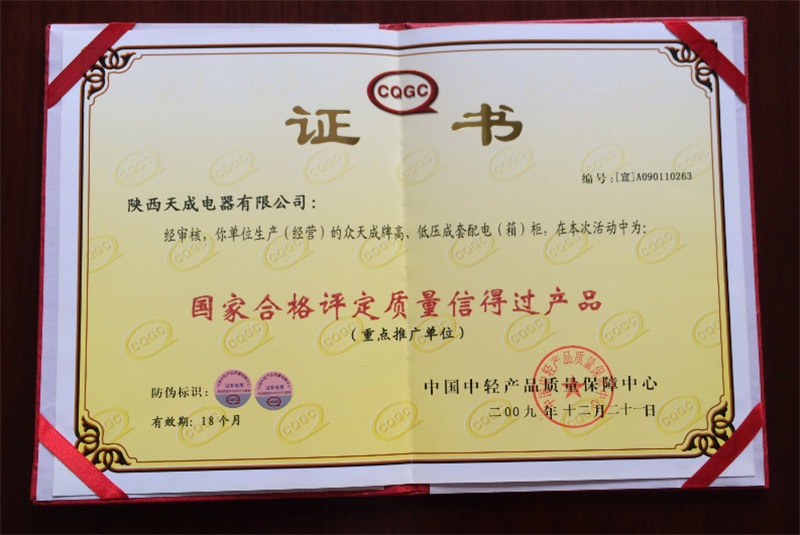 CQGC
证 书
编号:[宣]A090110263
陕西天成电器有限公司:
经审核,你单位生产(经营)的众天成牌高、低压成套配电(箱)柜,在本次活动中为:
国家合格评定质量信得过产品
(重点推广单位)
防伪标识:
有效期: 18个月
中国中轻产品质量保障中心
二00九年十二月二十一日